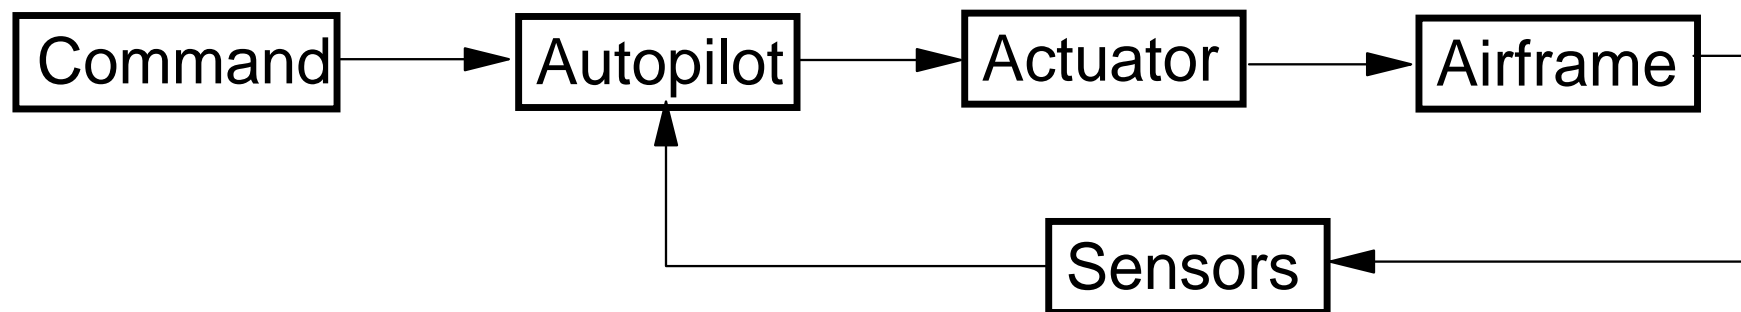 Command
Autopilot
Actuator
Airframe
Sensors